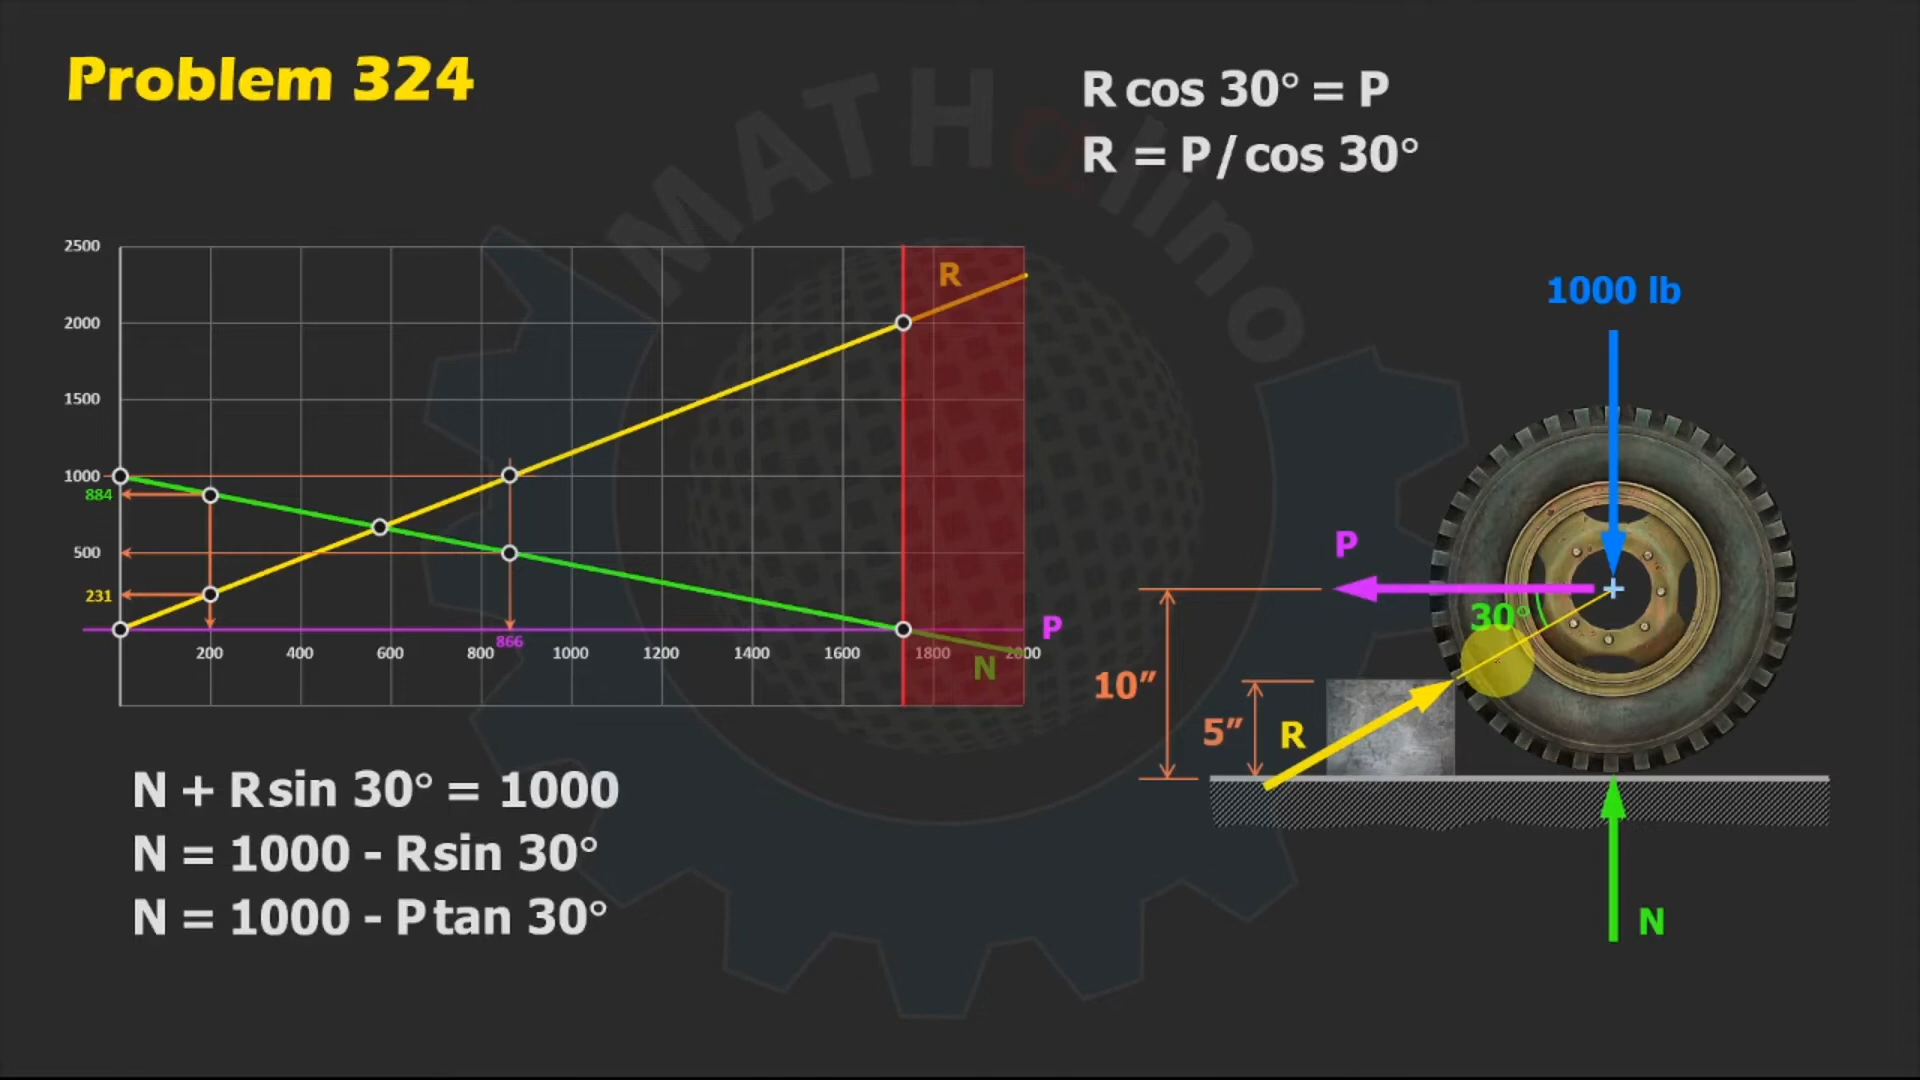 Problem 324
R cos 30° = P
R = P/cos 30°
MATHalino
2500
2000
1500
1000
884
500
231
R
N
P
866
200 400 600 800 1000 1200 1400 1600 1800 2000
N + R sin 30° = 1000
N = 1000 - R sin 30°
N = 1000 - P tan 30°
1000 lb
P
30°
10”
5”
R
N